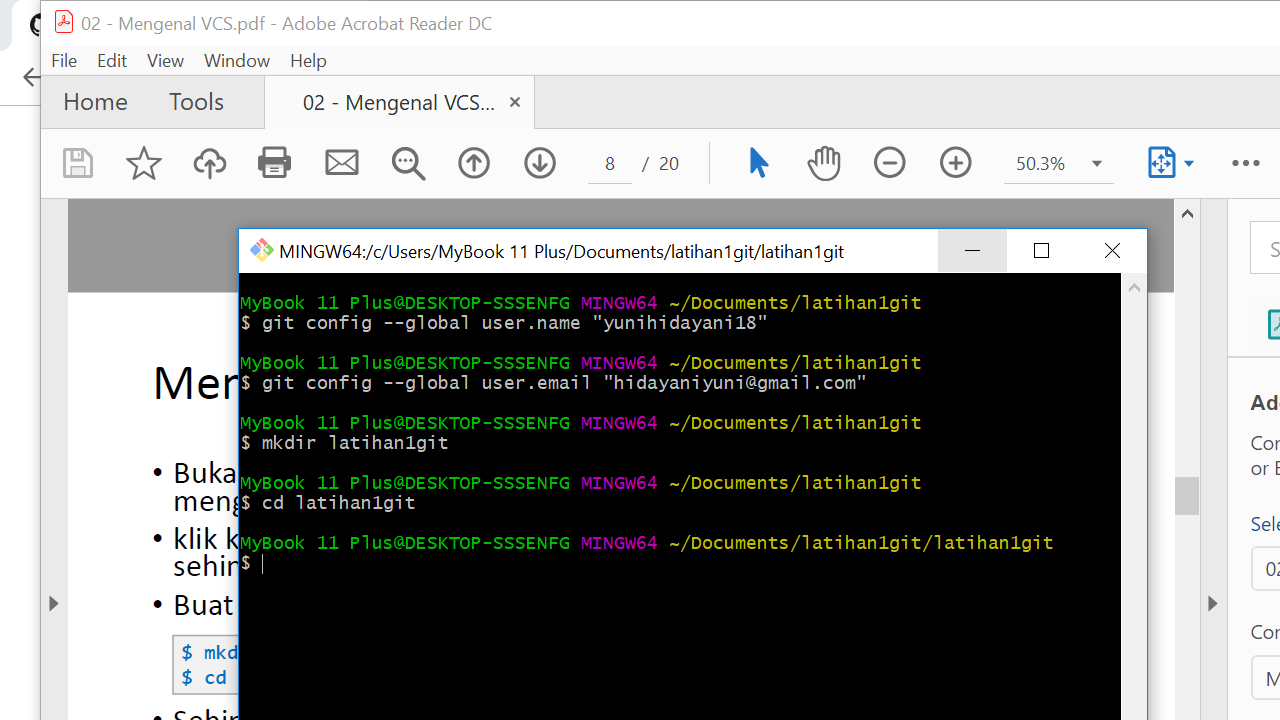 02 - Mengenal VCS.pdf - Adobe Acrobat Reader DC
File Edit View Window Help
Home Tools 02 - Mengenal VCS...
8 / 20 50.3%
MINGW64:/c/Users/MyBook 11 Plus/Documents/latihan1git/latihan1git
MyBook 11 Plus@DESKTOP-SSSENFG MINGW64 ~/Documents/latihan1git
$ git config --global user.name "yunihidayani18"
MyBook 11 Plus@DESKTOP-SSSENFG MINGW64 ~/Documents/latihan1git
$ git config --global user.email "hidayaniyuni@gmail.com"
MyBook 11 Plus@DESKTOP-SSSENFG MINGW64 ~/Documents/latihan1git
$ mkdir latihan1git
MyBook 11 Plus@DESKTOP-SSSENFG MINGW64 ~/Documents/latihan1git
$ cd latihan1git
MyBook 11 Plus@DESKTOP-SSSENFG MINGW64 ~/Documents/latihan1git/latihan1git
$
Men
• Buka
meng
• klik k
sehin
• Buat
$ mkd
$ cd
S
Ad
Con
or E
Sele
02
Con
M